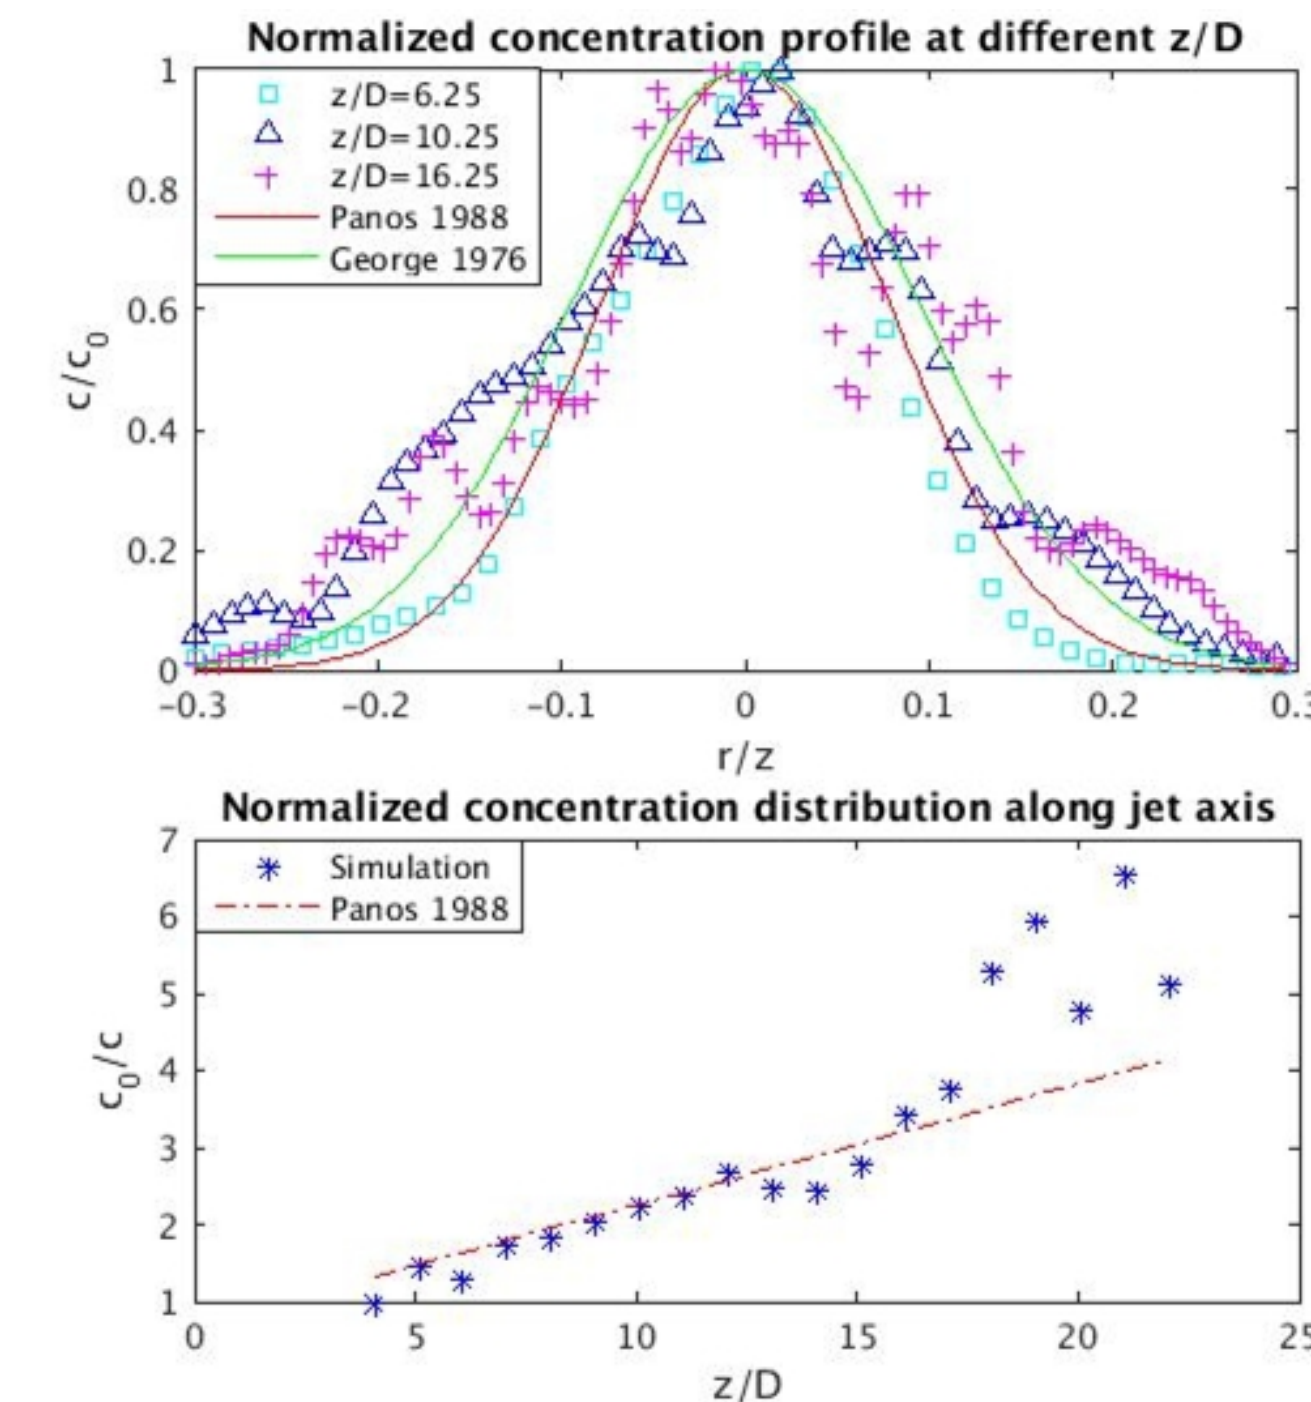 Normalized concentration profile at different z/D
z/D=6.25
z/D=10.25
z/D=16.25
Panos 1988
George 1976
1
0.8
0.6
0.4
0.2
0
c/c0
-0.3 -0.2 -0.1 0 0.1 0.2 0.3
r/z
Normalized concentration distribution along jet axis
Simulation
Panos 1988
7
6
5
4
3
2
1
c0/c
0 5 10 15 20 25
z/D